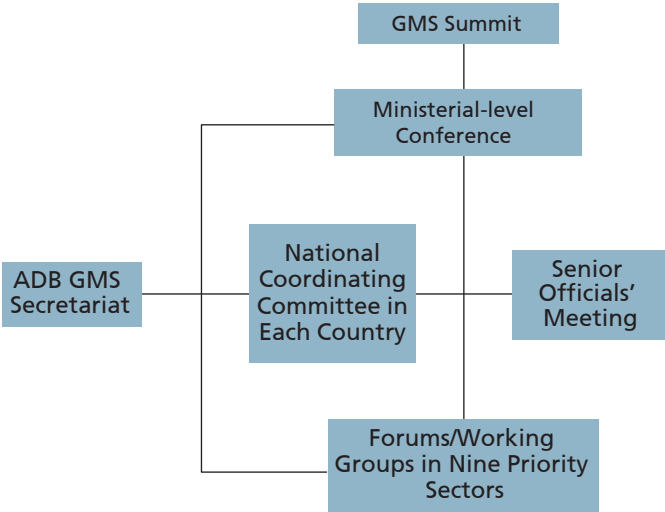 GMS Summit
Ministerial-level
Conference
ADB GMS
Secretariat
National
Coordinating
Committee in
Each Country
Senior
Officials’
Meeting
Forums/Working
Groups in Nine Priority
Sectors